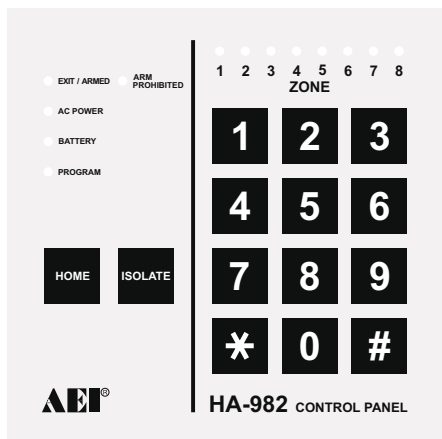 EXIT / ARMED
ARM
PROHIBITED
AC POWER
BATTERY
PROGRAM
HOME ISOLATE
AEI®
1 2 3 4 5 6 7 8
ZONE
1 2 3
4 5 6
7 8 9
* 0 #
HA-982 CONTROL PANEL